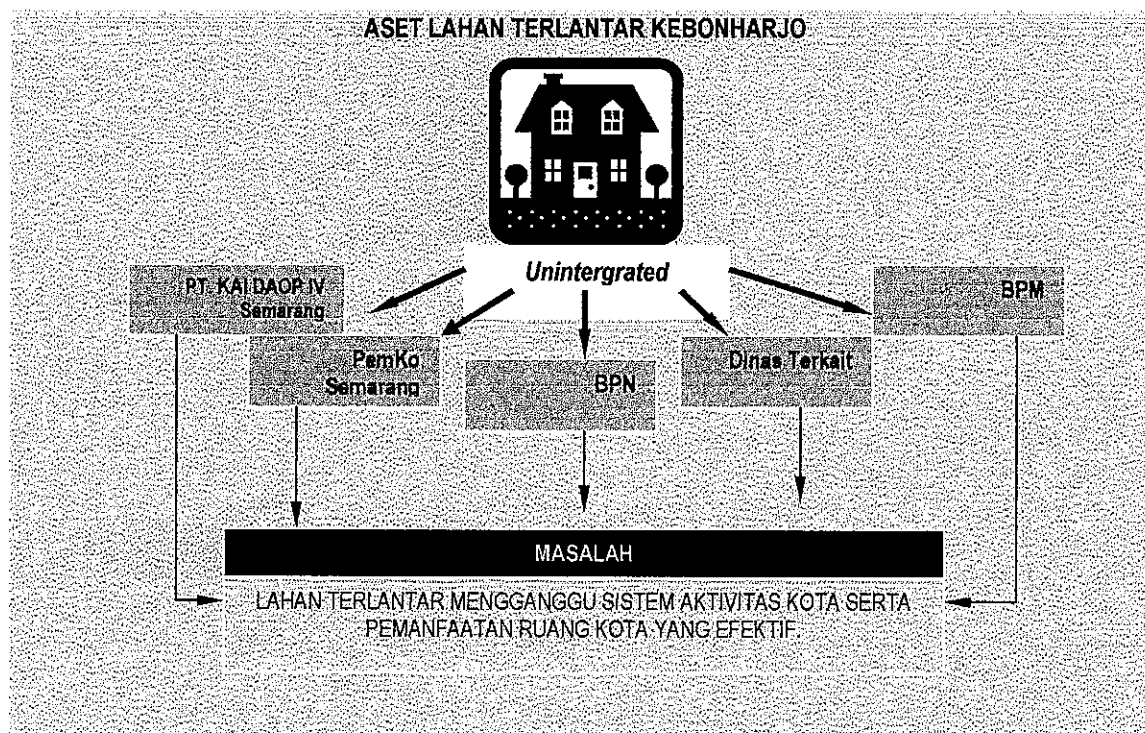 ASET LAHAN TERLANTAR KEBONHARJO
Unintergrated
PT. KAI DAOP IV
Semarang
PemKo
Semarang
BPN
Dinas Terkait
BPM
MASALAH
LAHAN TERLANTAR MENGGANGGU SISTEM AKTIVITAS KOTA SERTA
PEMANFAATAN RUANG KOTA YANG EFEKTIF.